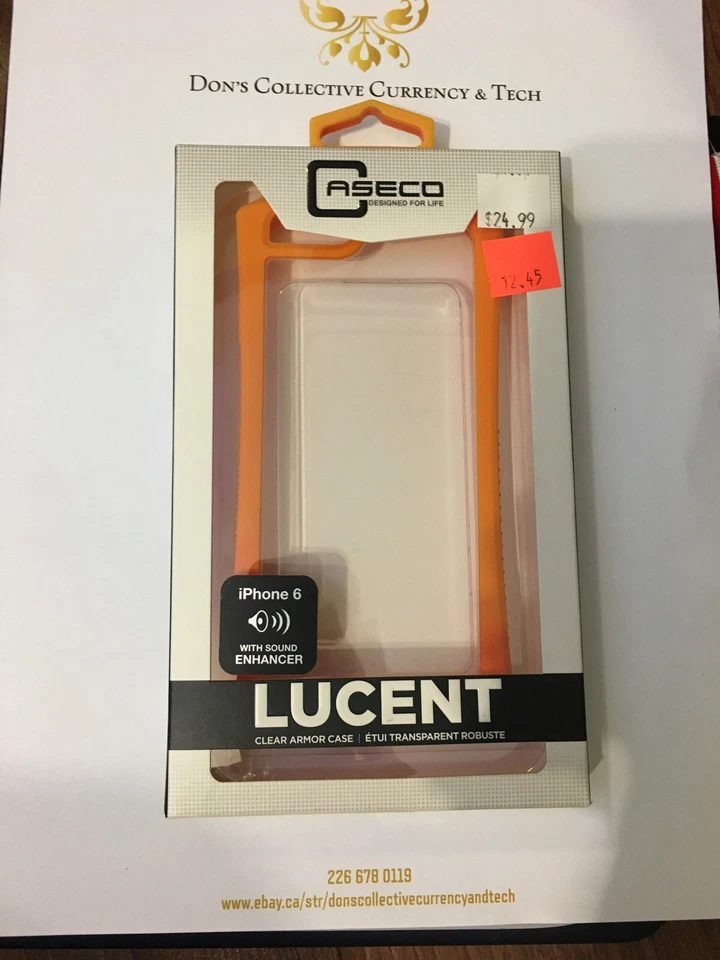 DON'S COLLECTIVE CURRENCY & TECH
CASECO
DESIGNED FOR LIFE
$24.99
12.45
iPhone 6
WITH SOUND
ENHANCER
LUCENT
CLEAR ARMOR CASE | ÉTUI TRANSPARENT ROBUSTE
226 678 0119
www.ebay.ca/str/donscollectivecurrencyandtech